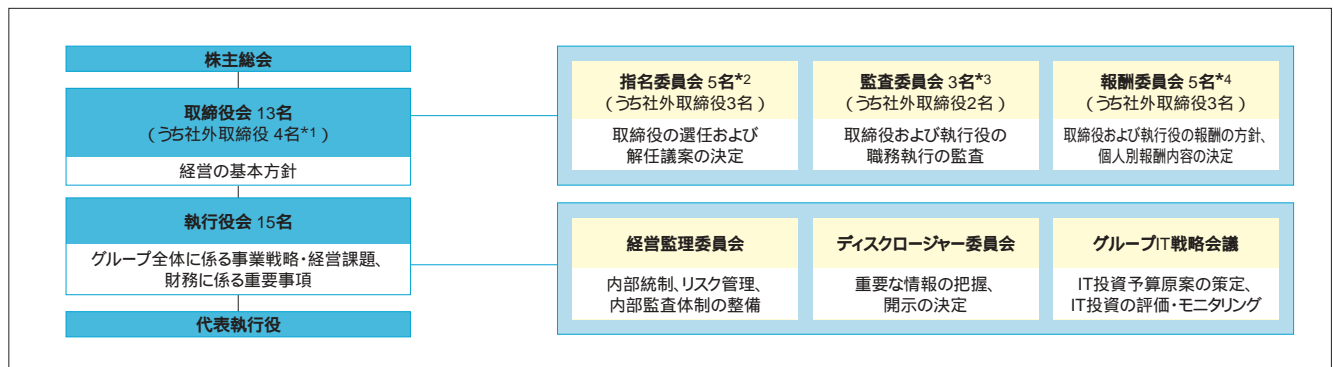 株主総会
取締役会 13名
（うち社外取締役 4名*1）
経営の基本方針
執行役会 15名
グループ全体に係る事業戦略・経営課題、
財務に係る重要事項
代表執行役
指名委員会 5名*2
（うち社外取締役3名）
取締役の選任および
解任議案の決定
監査委員会 3名*3
（うち社外取締役2名）
取締役および執行役の
職務執行の監査
報酬委員会 5名*4
（うち社外取締役3名）
取締役および執行役の報酬の方針、
個人別報酬内容の決定
経営監理委員会
内部統制、リスク管理、
内部監査体制の整備
ディスクロージャー委員会
重要な情報の把握、
開示の決定
グループIT戦略会議
IT投資予算原案の策定、
IT投資の評価・モニタリング